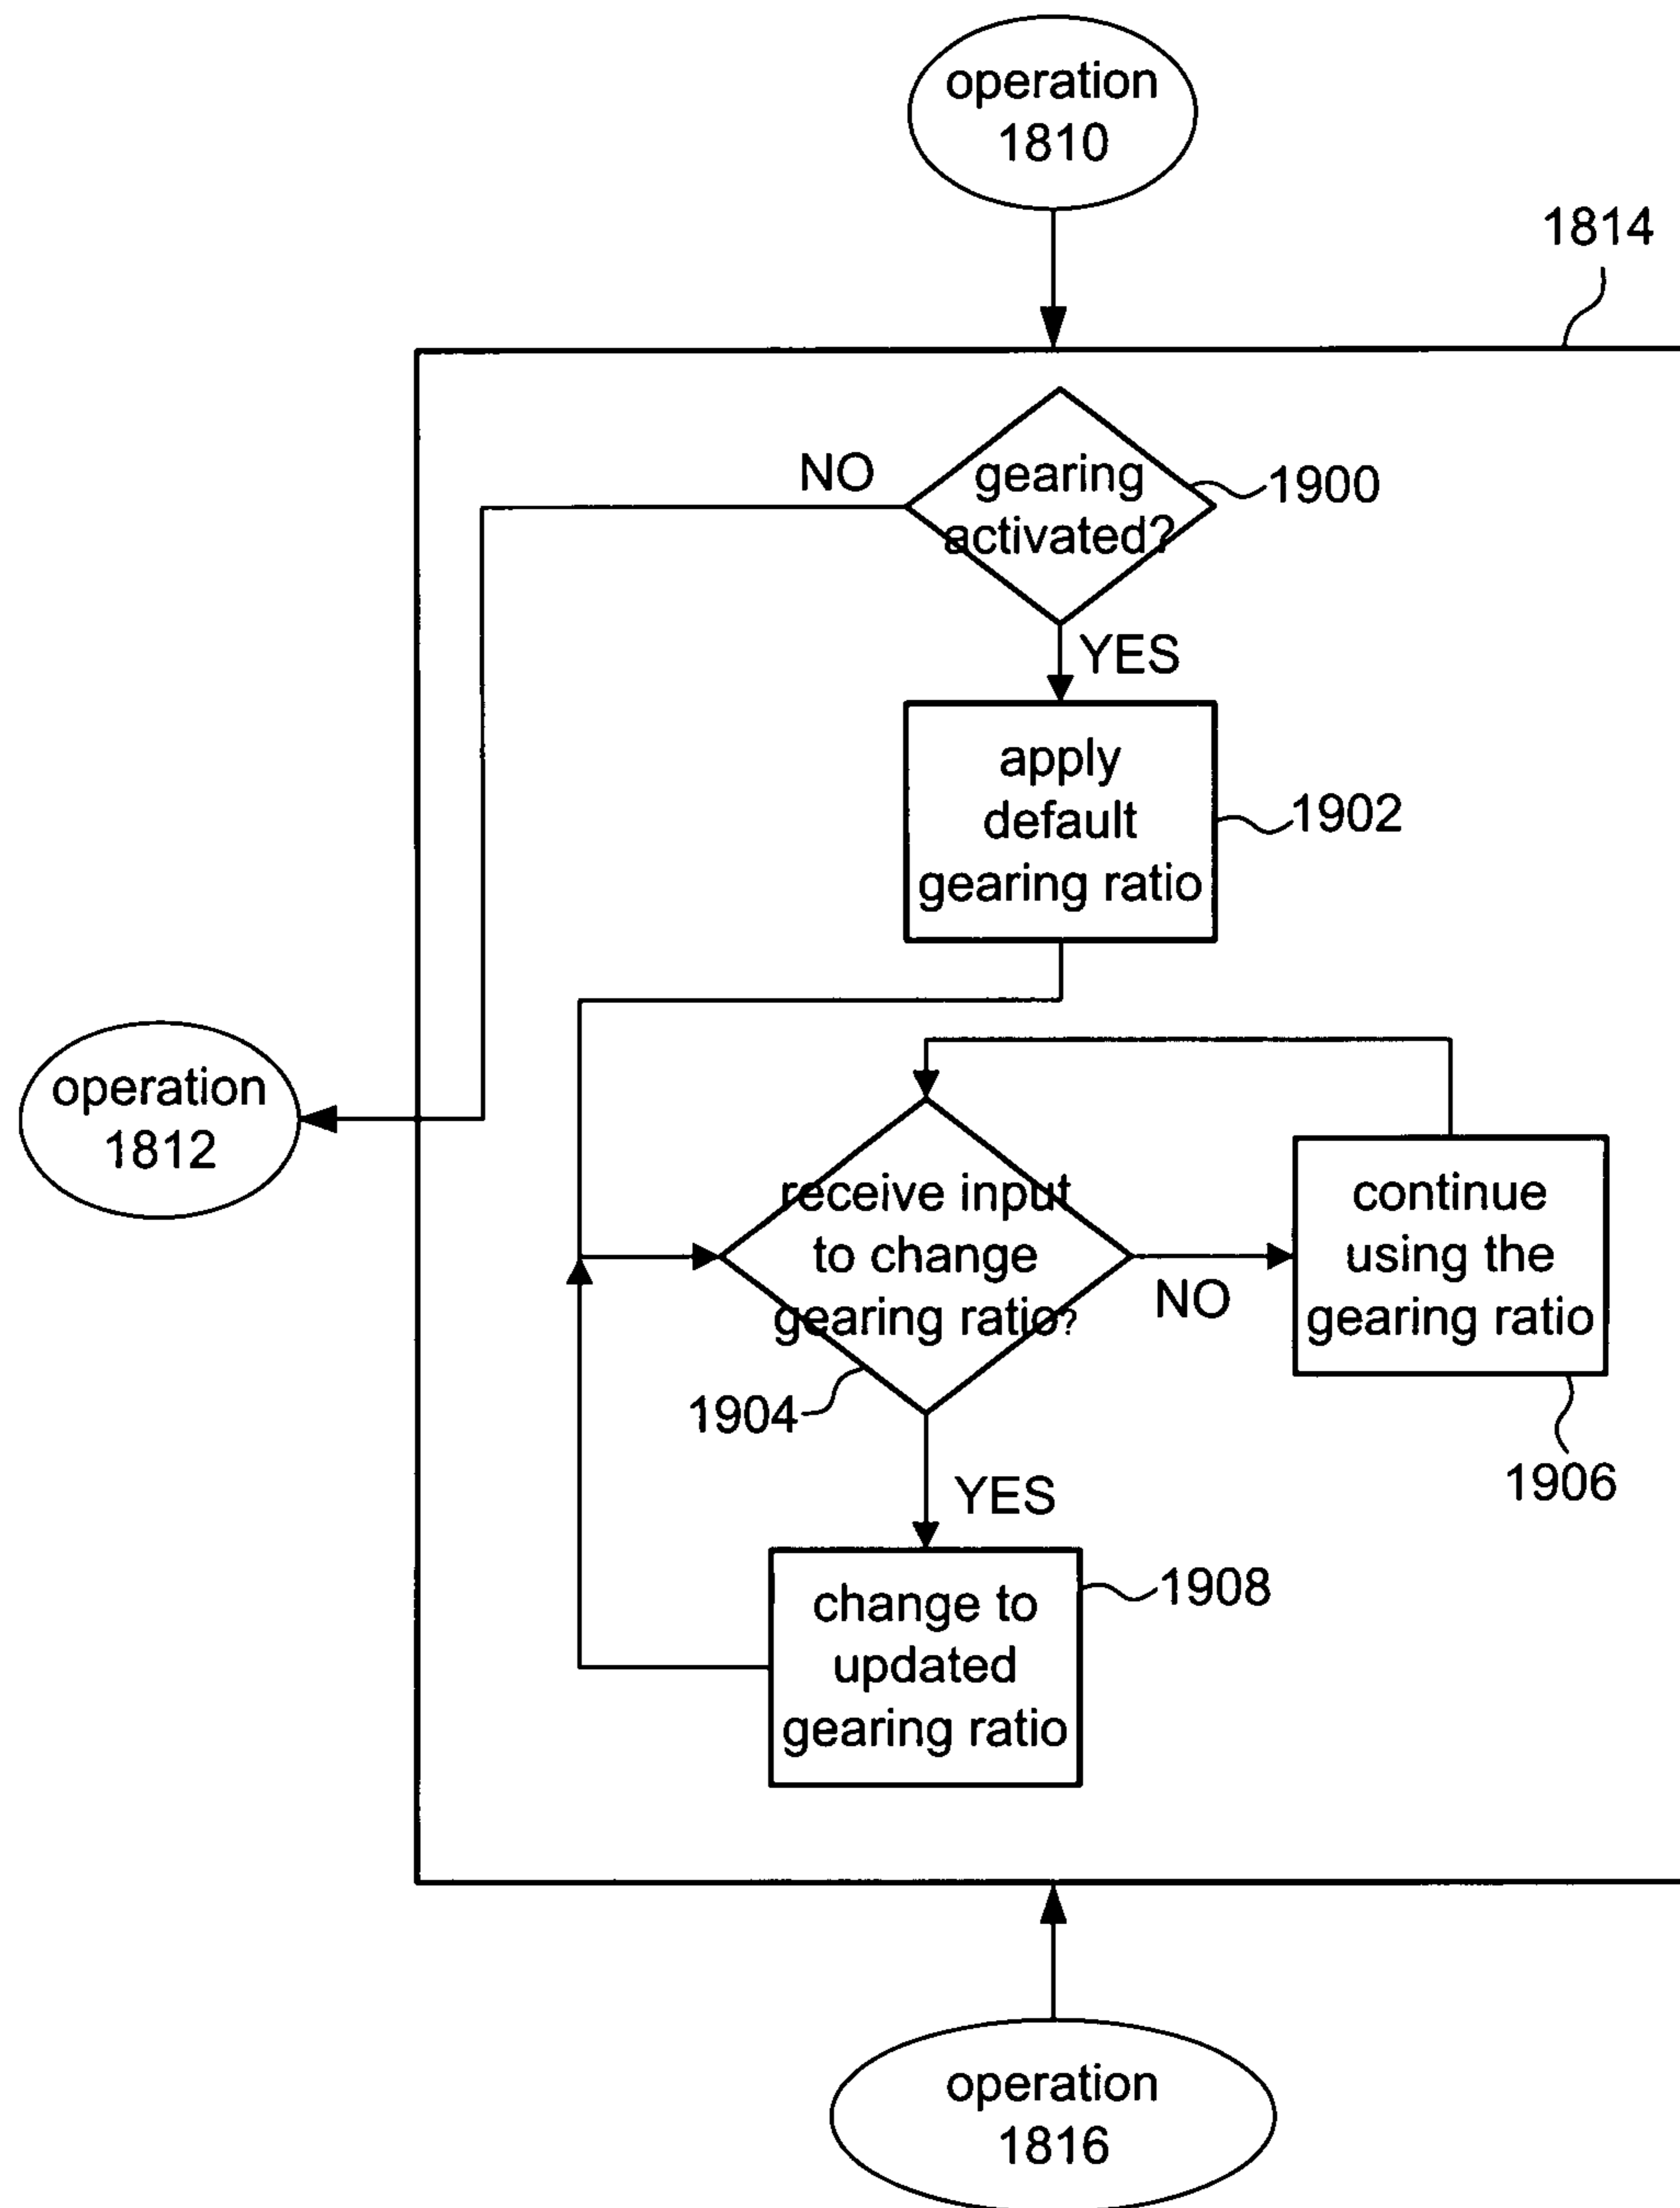 operation
1810
1814
NO
gearing
activated?
1900
YES
apply
default
gearing ratio
1902
operation
1812
receive input
to change
gearing ratio?
NO
continue
using the
gearing ratio
1904
1906
YES
change to
updated
gearing ratio
1908
operation
1816